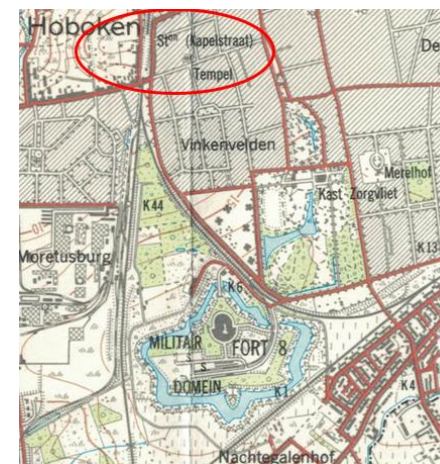 Hoboken
Stⁿ (Kapelstraat)
Tempel
De
Vinkenvelden
Merelhof
Kast Zorgvliet
K44
K13
Moretusburg
K6
MILITAIR
FORT 8
S
DOMEIN
K1
K4
Nachtegalenhof